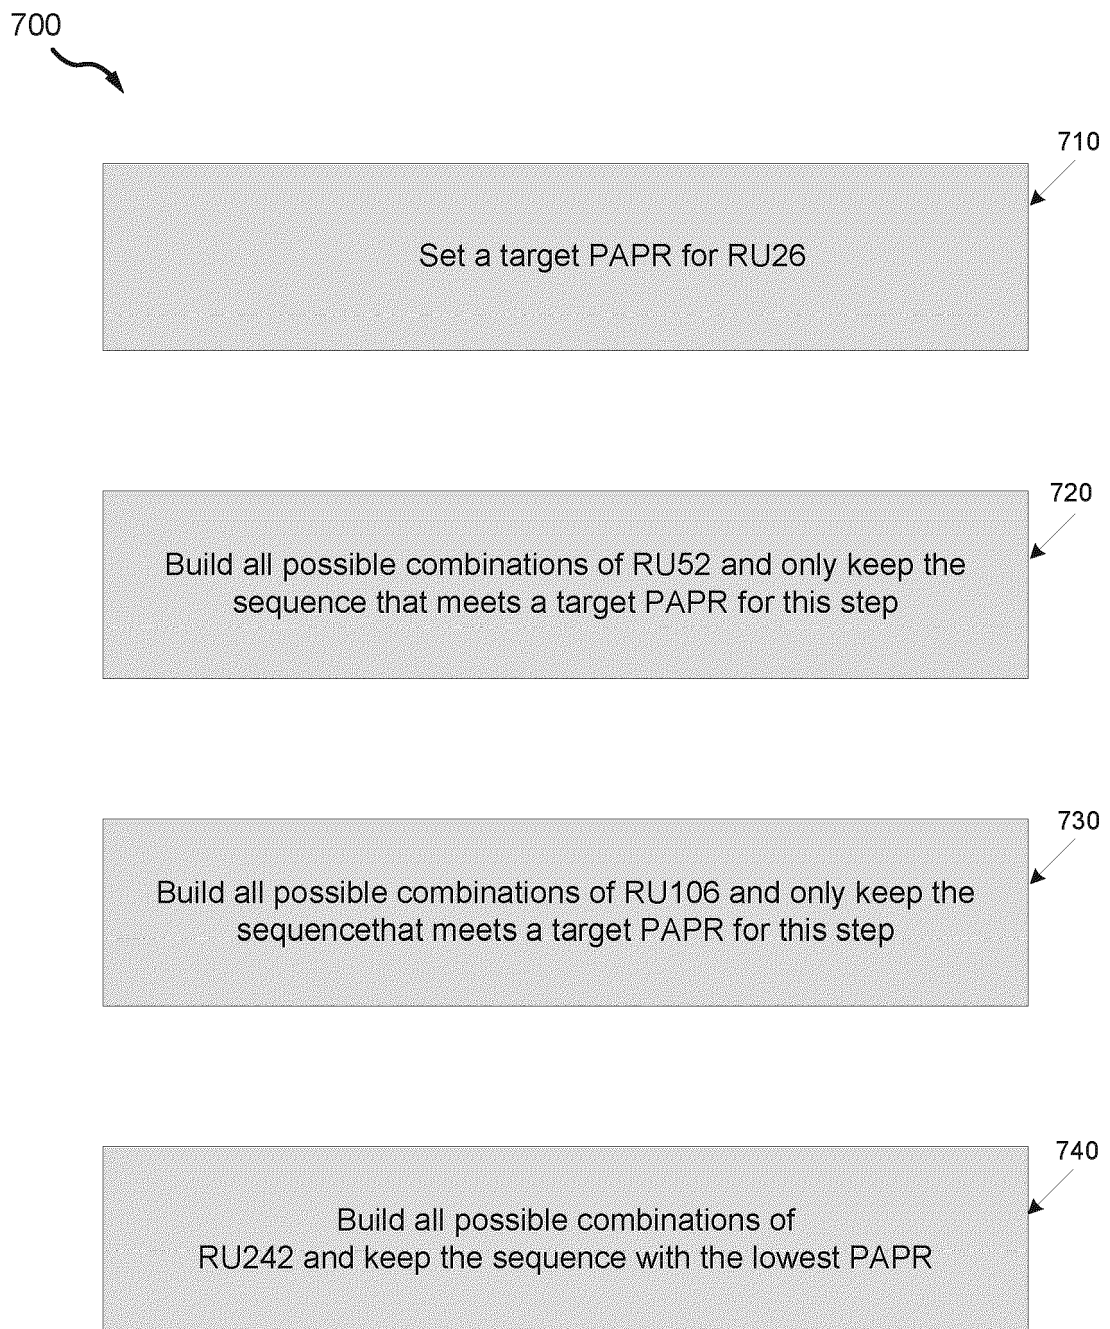 700
710
Set a target PAPR for RU26
720
Build all possible combinations of RU52 and only keep the
sequence that meets a target PAPR for this step
730
Build all possible combinations of RU106 and only keep the
sequencethat meets a target PAPR for this step
740
Build all possible combinations of
RU242 and keep the sequence with the lowest PAPR